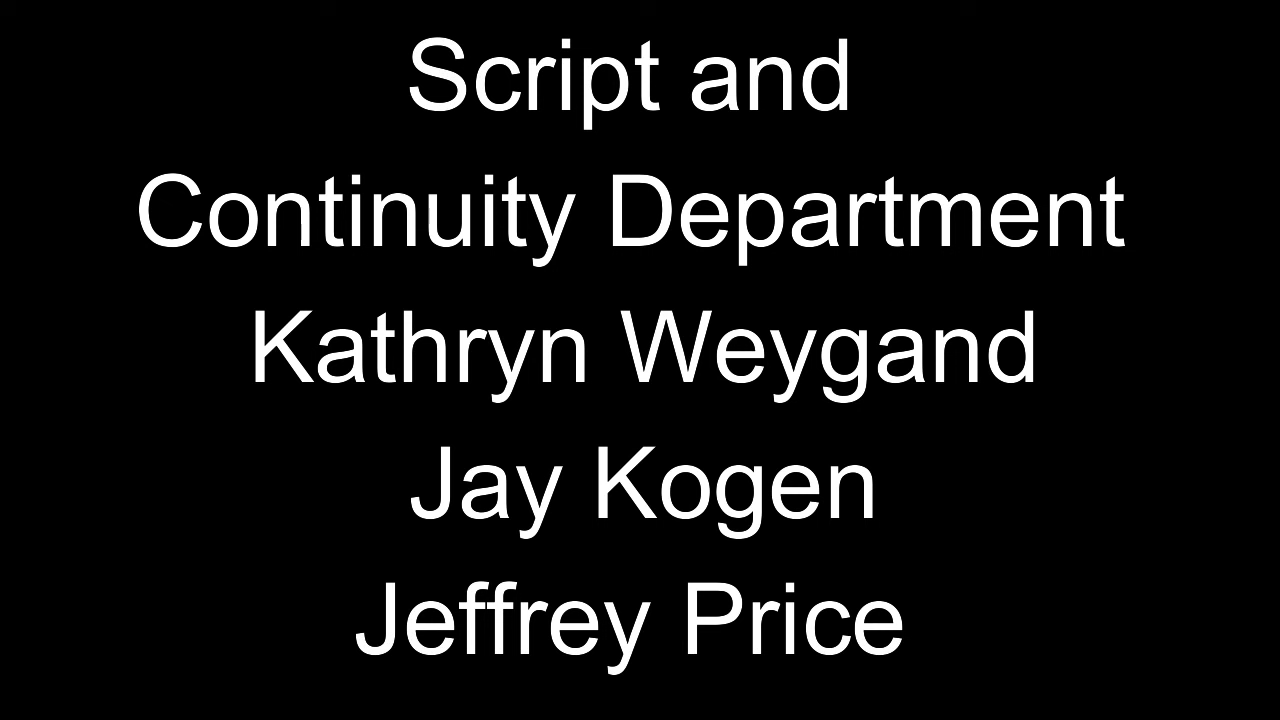 Script and
Continuity Department
Kathryn Weygand
Jay Kogen
Jeffrey Price